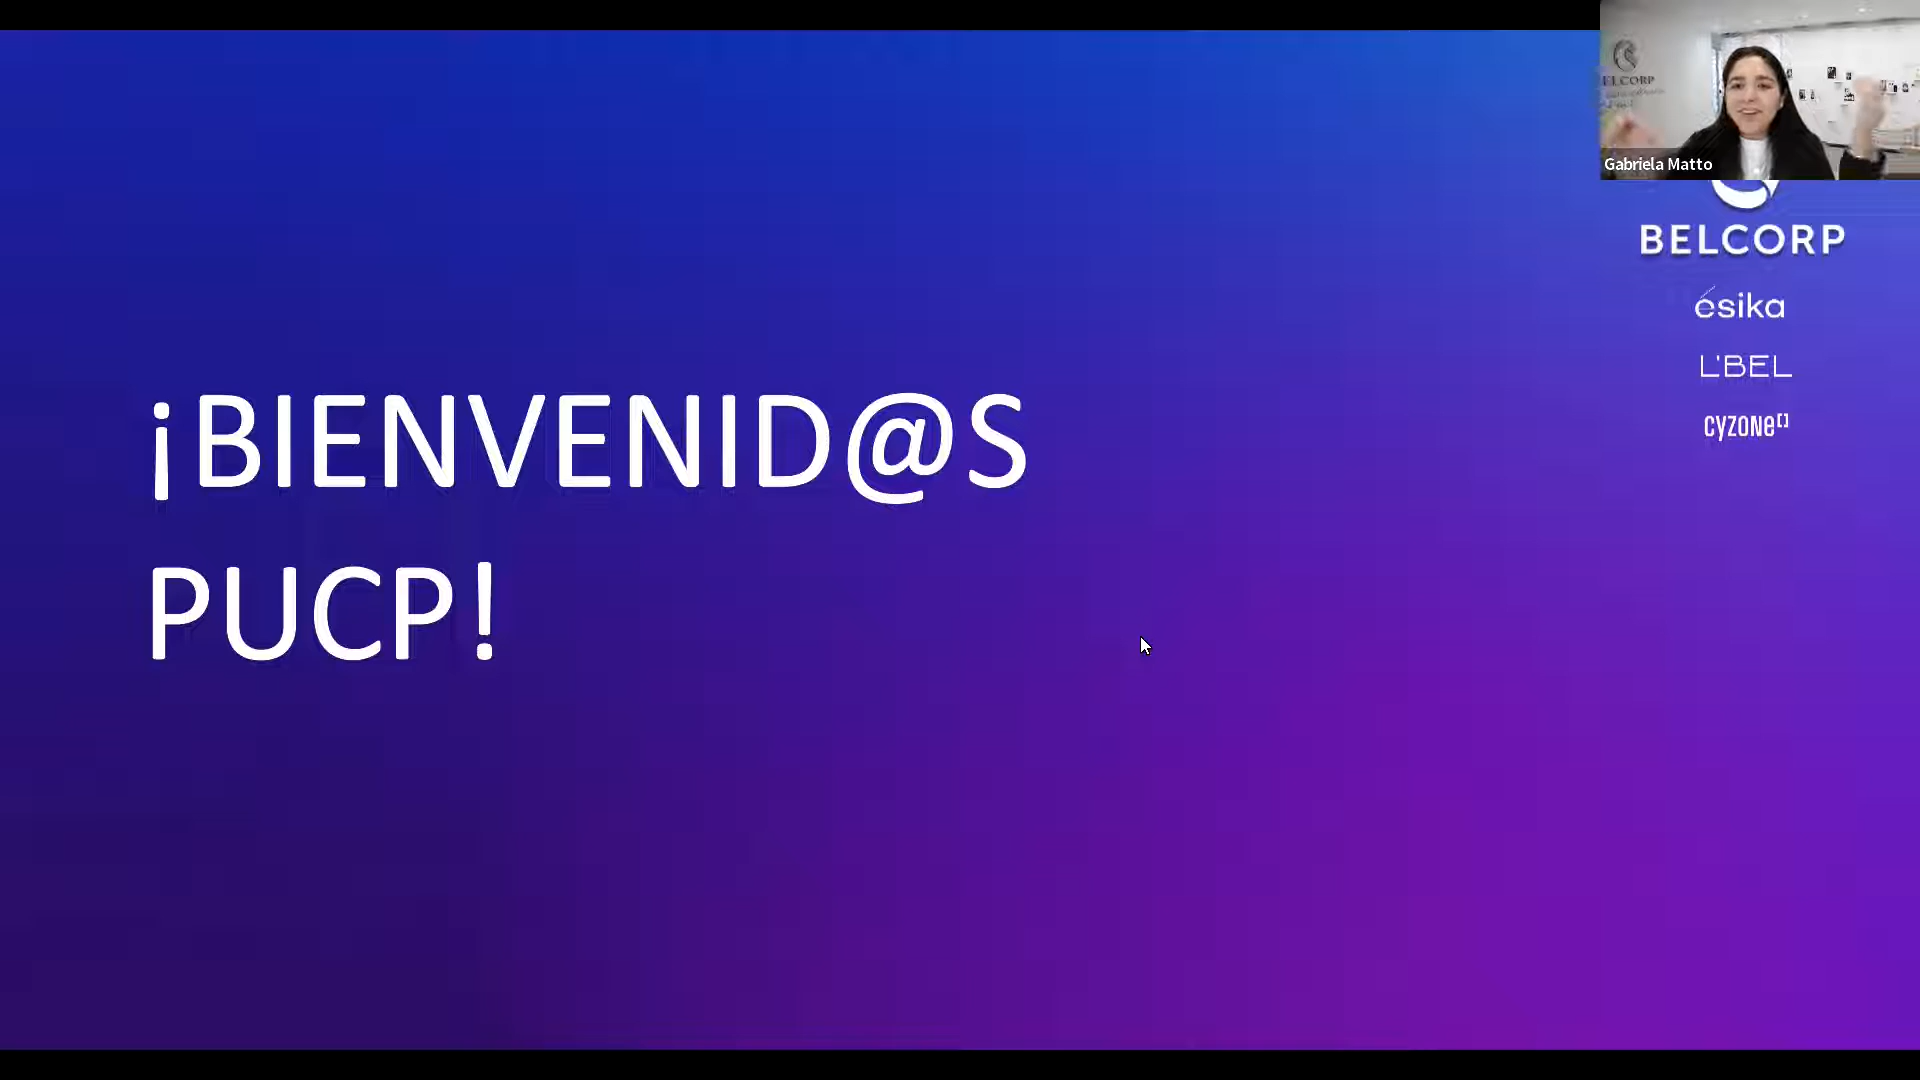 Gabriela Matto
BELCORP
ésika
L'BEL
cyzone
¡BIENVENID@S
PUCP!